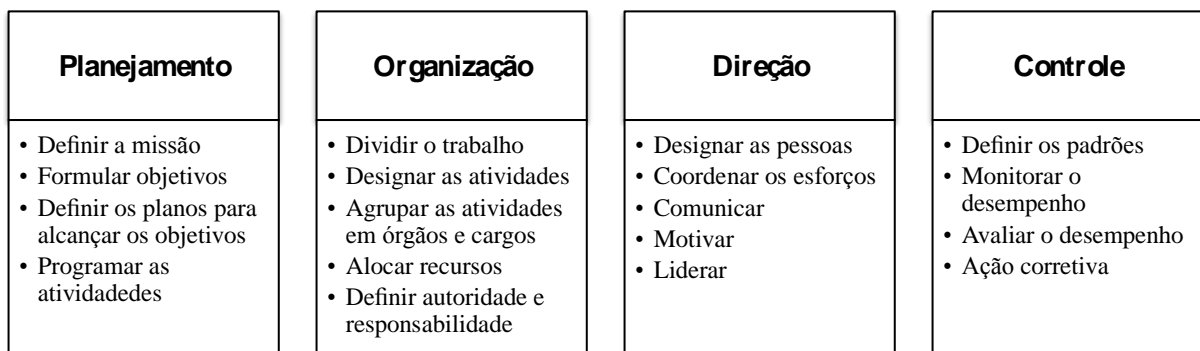 Planejamento
• Definir a missão
• Formular objetivos
• Definir os planos para
alcançar os objetivos
• Programar as
atividadedes
Organização
• Dividir o trabalho
• Designar as atividades
• Agrupar as atividades
em órgãos e cargos
• Alocar recursos
• Definir autoridade e
responsabilidade
Direção
• Designar as pessoas
• Coordenar os esforços
• Comunicar
• Motivar
• Liderar
Controle
• Definir os padrões
• Monitorar o
desempenho
• Avaliar o desempenho
• Ação corretiva